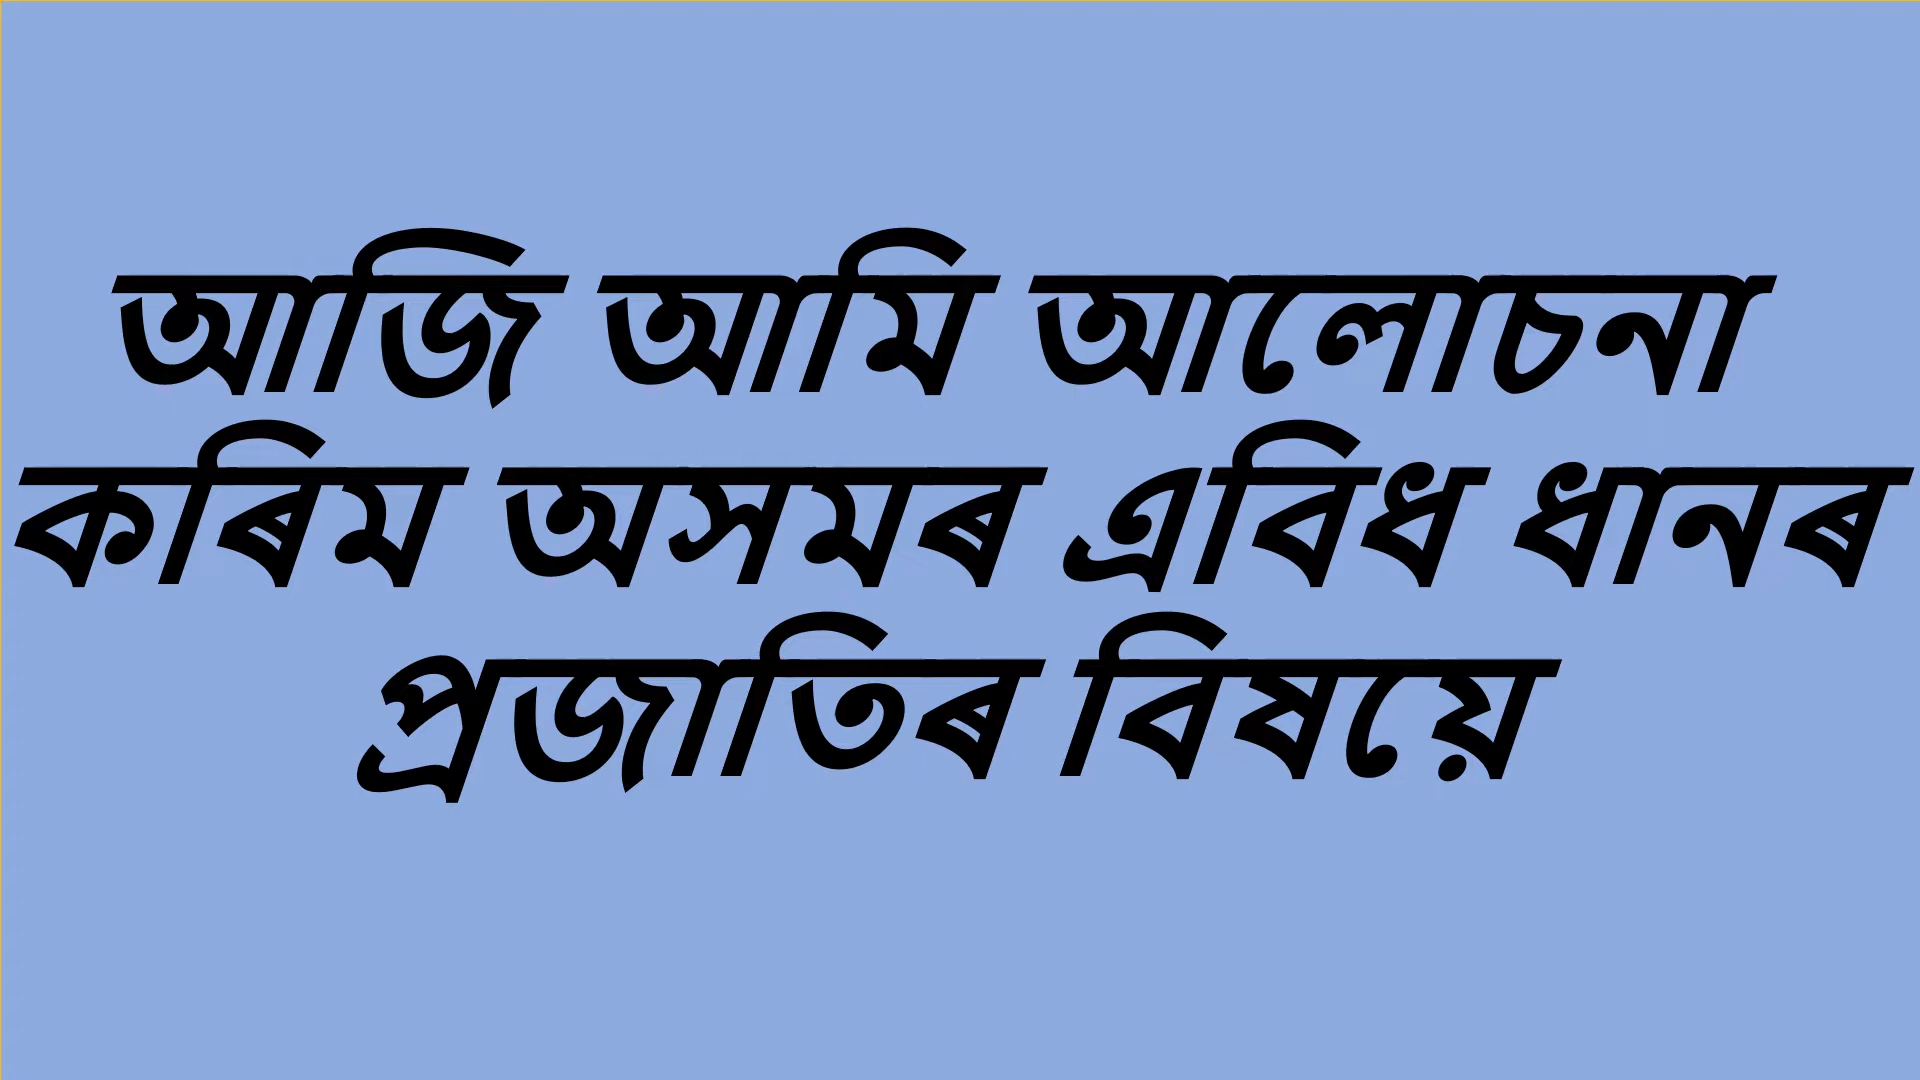 আজি আমি আলোচনা
কৰিম অসমৰ এবিধ ধানৰ
প্ৰজাতিৰ বিষয়ে